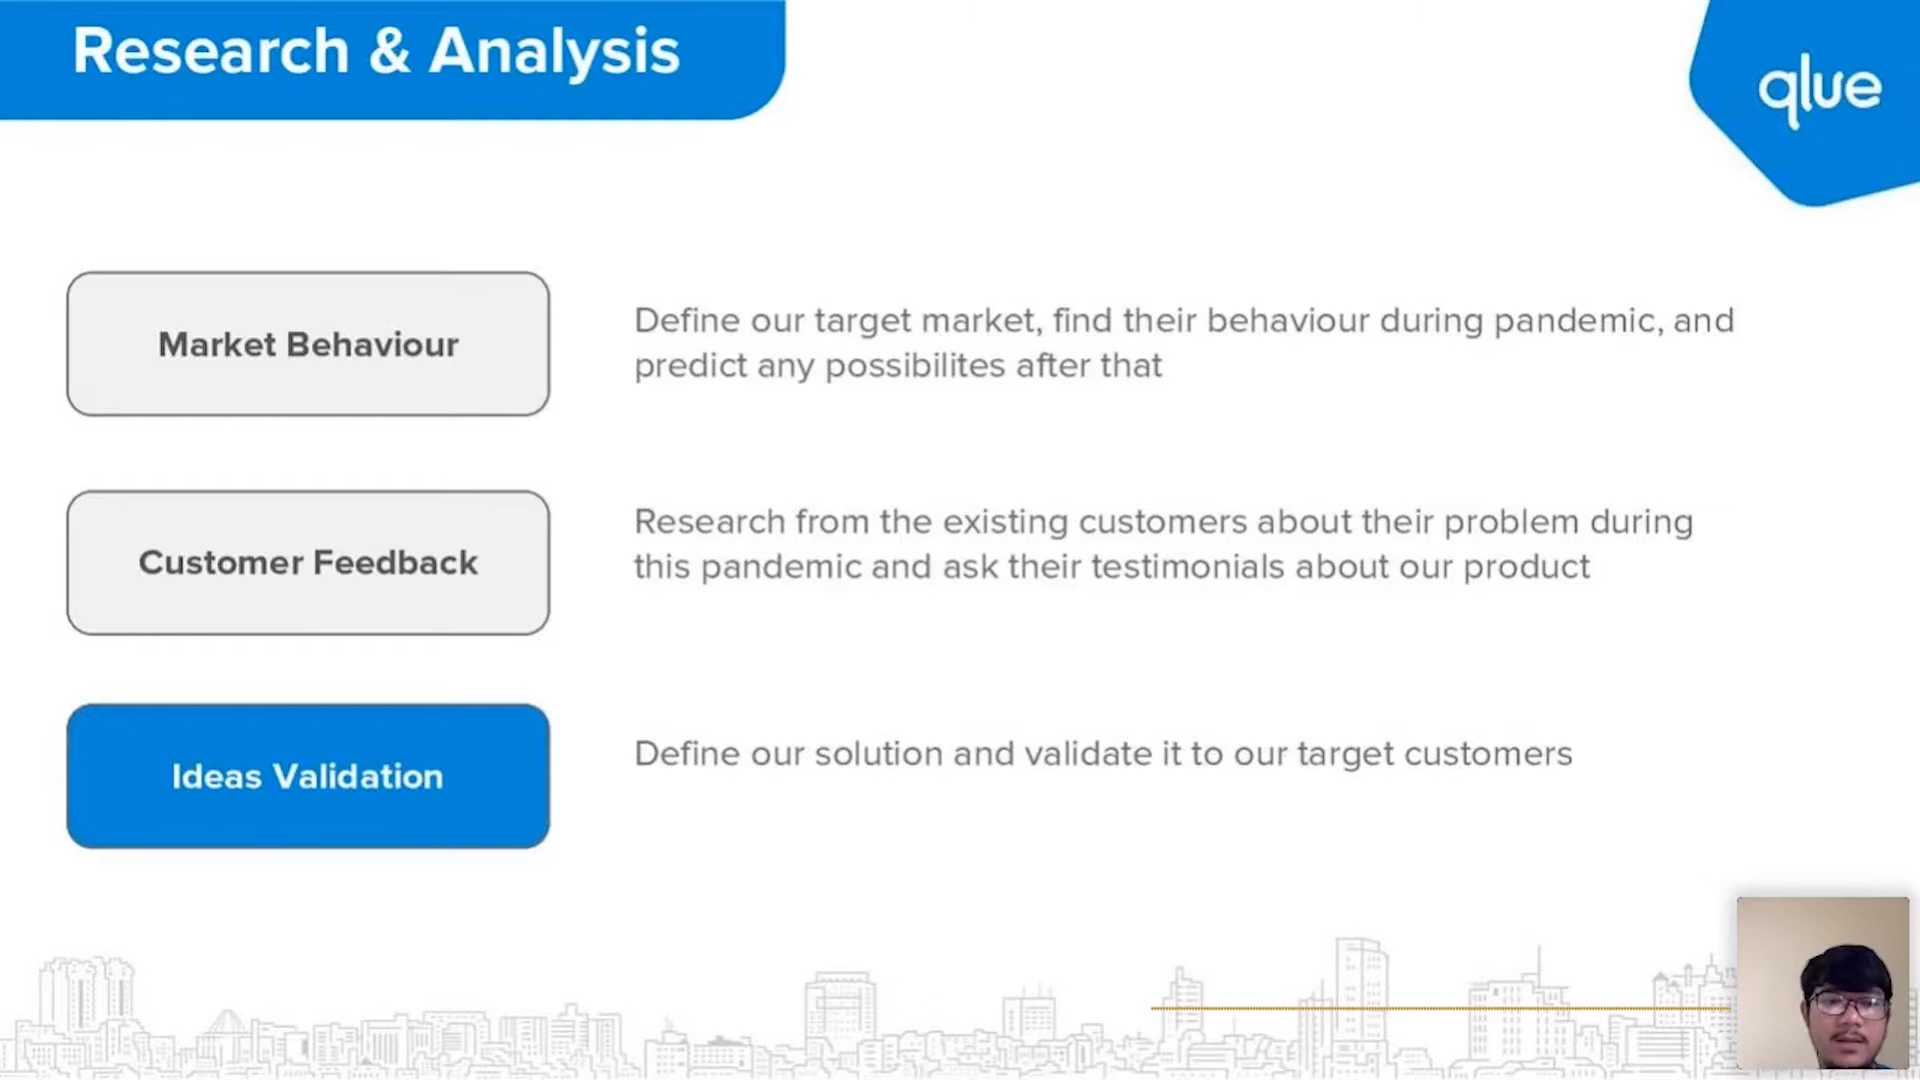 Research & Analysis
qlue
Market Behaviour
Define our target market, find their behaviour during pandemic, and
predict any possibilites after that
Customer Feedback
Research from the existing customers about their problem during
this pandemic and ask their testimonials about our product
Ideas Validation
Define our solution and validate it to our target customers